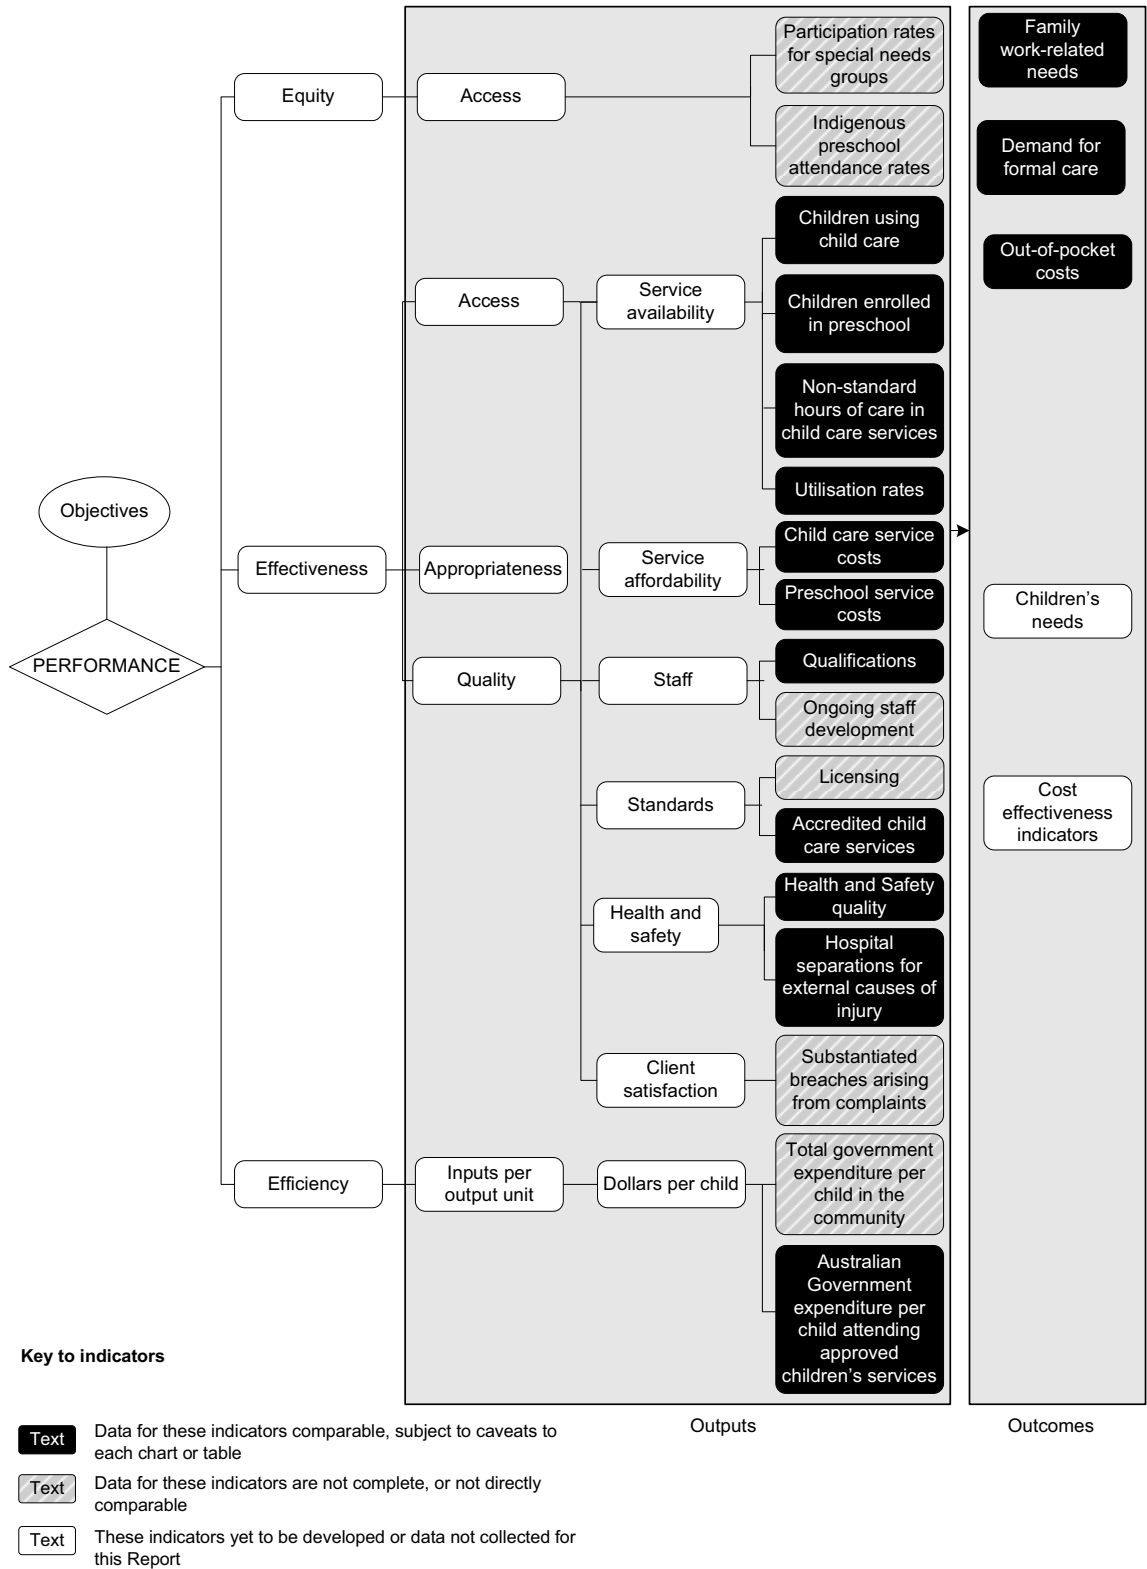 Objectives
PERFORMANCE
Equity
Access
Participation rates
for special needs
groups
Indigenous
preschool
attendance rates
Effectiveness
Access
Service
availability
Children using
child care
Children enrolled
in preschool
Non-standard
hours of care in
child care services
Utilisation rates
Appropriateness
Service
affordability
Child care service
costs
Preschool service
costs
Quality
Staff
Qualifications
Ongoing staff
development
Standards
Licensing
Accredited child
care services
Health and
safety
Health and Safety
quality
Hospital
separations for
external causes of
injury
Client
satisfaction
Substantiated
breaches arising
from complaints
Efficiency
Inputs per
output unit
Dollars per child
Total government
expenditure per
child in the
community
Australian
Government
expenditure per
child attending
approved
children’s services
Outputs
Family
work-related
needs
Demand for
formal care
Out-of-pocket
costs
Children’s
needs
Cost
effectiveness
indicators
Outcomes
Key to indicators
Text
Data for these indicators comparable, subject to caveats to
each chart or table
Text
Data for these indicators are not complete, or not directly
comparable
Text
These indicators yet to be developed or data not collected for
this Report